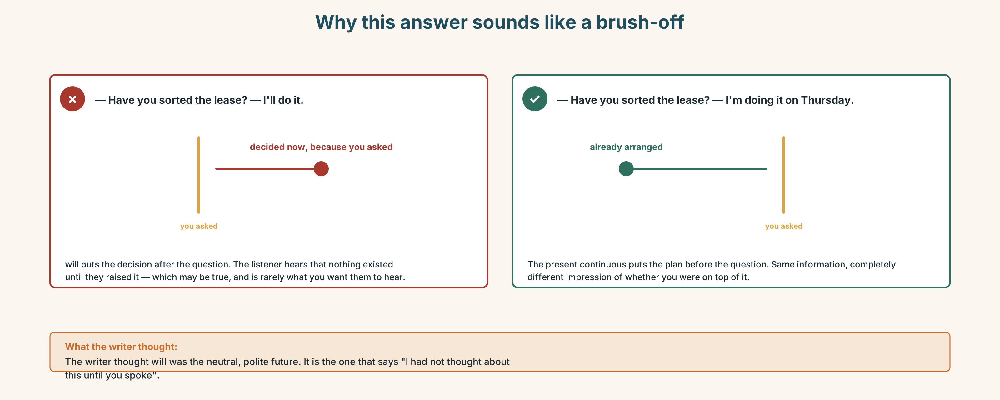 Why this answer sounds like a brush-off
— Have you sorted the lease? — I'll do it.
decided now, because you asked
you asked
will puts the decision after the question. The listener hears that nothing existed
until they raised it — which may be true, and is rarely what you want them to hear.
— Have you sorted the lease? — I'm doing it on Thursday.
already arranged
you asked
The present continuous puts the plan before the question. Same information, completely
different impression of whether you were on top of it.
What the writer thought:
The writer thought will was the neutral, polite future. It is the one that says "I had not thought about
this until you spoke".